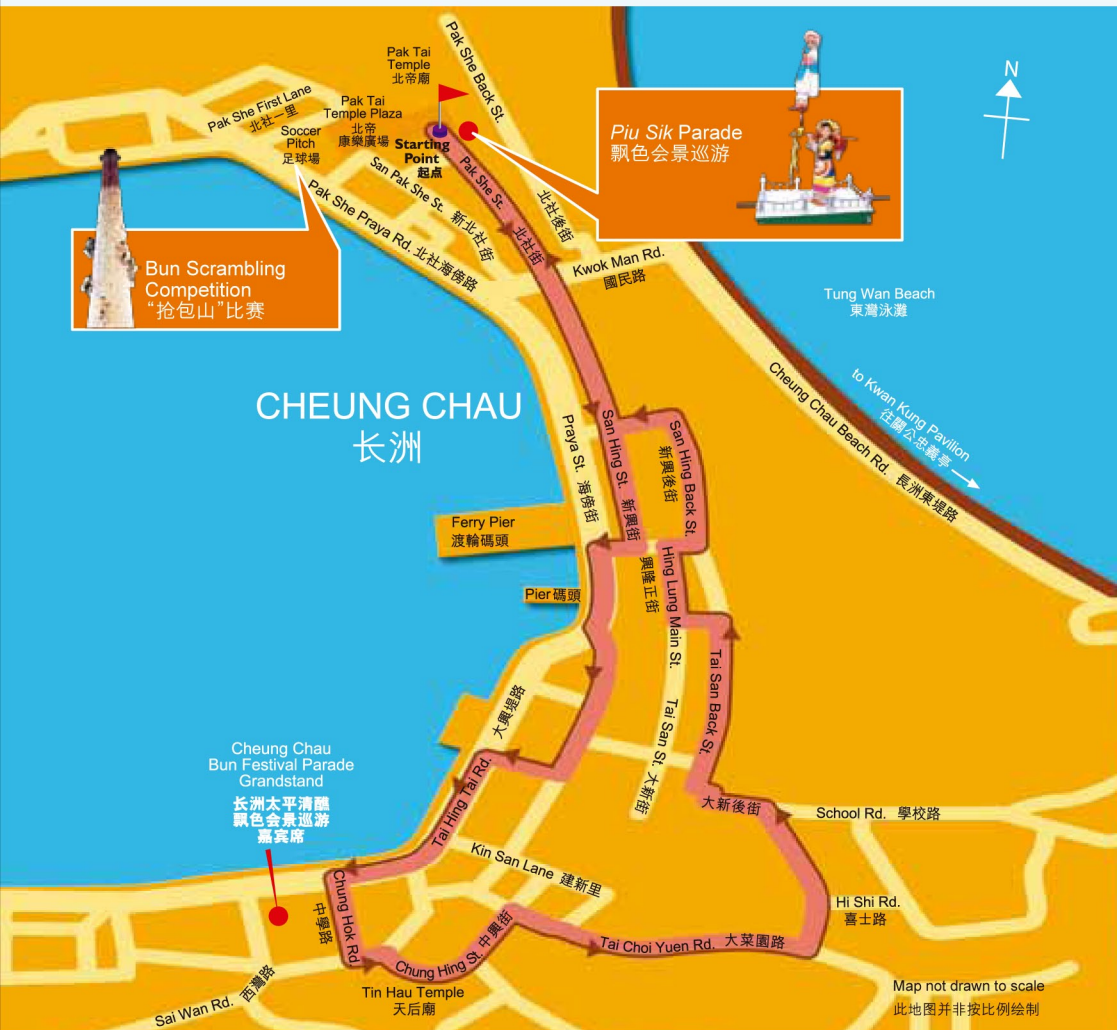 Pak She Back St.
北社後街
Pak Tai
Temple
北帝廟
Pak She First Lane
北社一里
Pak Tai
Temple Plaza
北帝
康樂廣場
Soccer
Pitch
足球場
Starting
Point
起点
Pak She St.
北社街
San Pak She St. 新北社街
Pak She Praya Rd. 北社海傍路
Piu Sik Parade
飘色会景巡游
N
Bun Scrambling
Competition
“抢包山”比赛
Kwok Man Rd.
國民路
Tung Wan Beach
東灣泳灘
to Kwan Kung Pavilion
往關公忠義亭
Cheung Chau Beach Rd. 長洲東堤路
CHEUNG CHAU
长洲
Praya St. 海傍街
San Hing St. 新興街
San Hing Back St.
新興後街
Ferry Pier
渡輪碼頭
Pier 碼頭
Hing Lung Main St.
興隆正街
Tai San Back St.
大新後街
Tai San St. 大新街
大興堤路
Tai Hing Tai Rd.
Cheung Chau
Bun Festival Parade
Grandstand
长洲太平清醮
飘色会景巡游
嘉宾席
School Rd. 學校路
Kin San Lane 建新里
Hi Shi Rd.
喜士路
Chung Hok Rd
中學路
Chung Hing St. 中興街
Tai Choi Yuen Rd. 大菜園路
Tin Hau Temple
天后廟
Sai Wan Rd. 西灣路
Map not drawn to scale
此地图并非按比例绘制